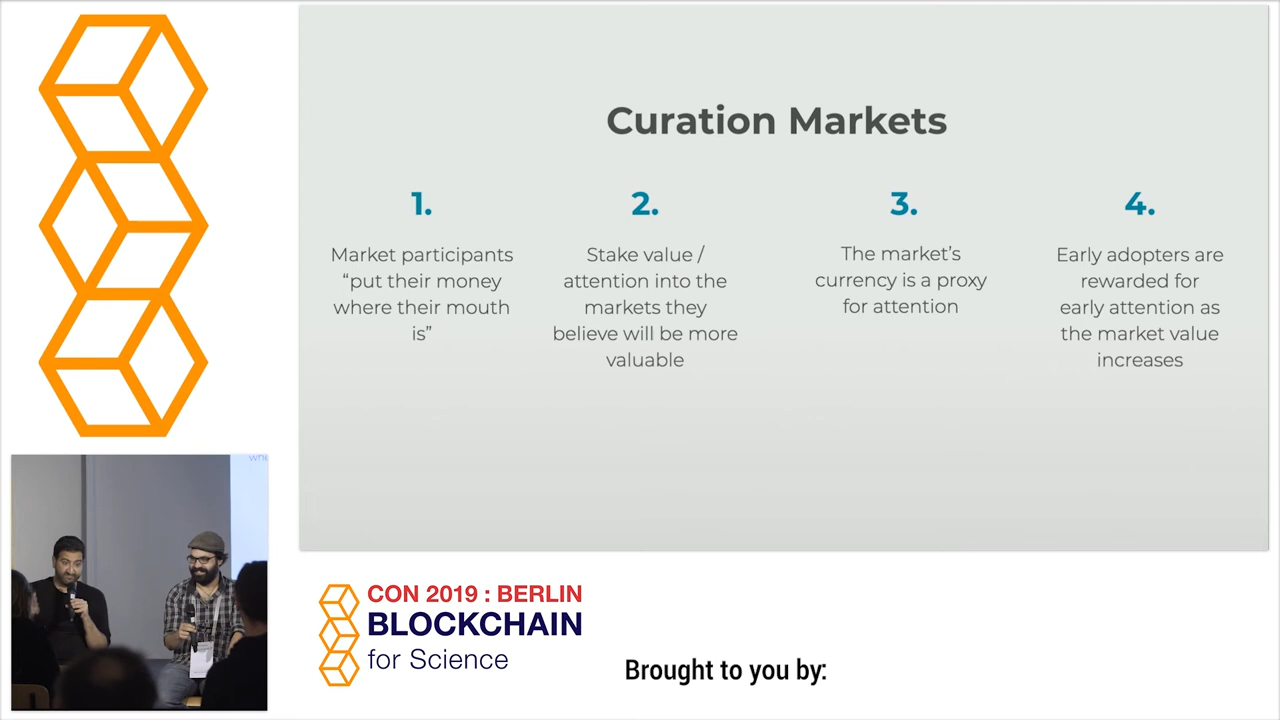 Curation Markets
1.
Market participants
“put their money
where their mouth
is”
2.
Stake value /
attention into the
markets they
believe will be more
valuable
3.
The market’s
currency is a proxy
for attention
4.
Early adopters are
rewarded for
early attention as
the market value
increases
CON 2019 : BERLIN
BLOCKCHAIN
for Science
Brought to you by: